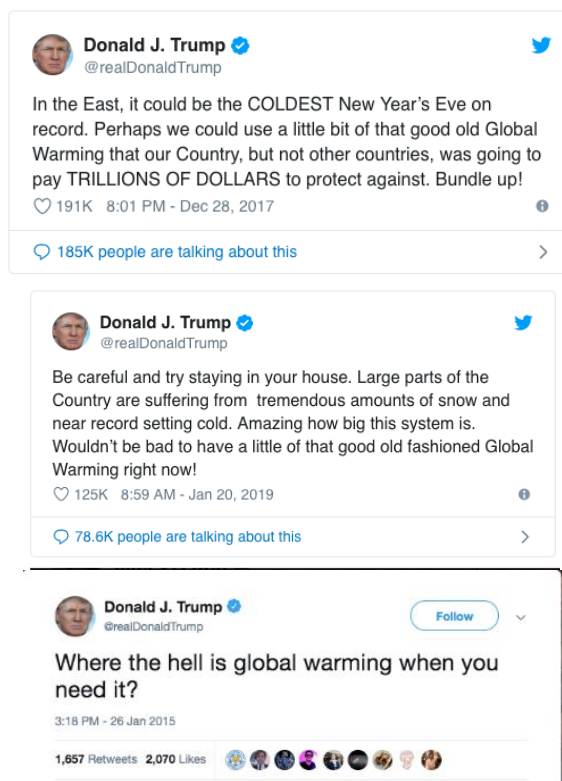 Donald J. Trump
@realDonaldTrump
In the East, it could be the COLDEST New Year's Eve on
record. Perhaps we could use a little bit of that good old Global
Warming that our Country, but not other countries, was going to
pay TRILLIONS OF DOLLARS to protect against. Bundle up!
191K 8:01 PM - Dec 28, 2017
185K people are talking about this
Donald J. Trump
@realDonaldTrump
Be careful and try staying in your house. Large parts of the
Country are suffering from tremendous amounts of snow and
near record setting cold. Amazing how big this system is.
Wouldn't be bad to have a little of that good old fashioned Global
Warming right now!
125K 8:59 AM - Jan 20, 2019
78.6K people are talking about this
Donald J. Trump
@realDonaldTrump
Follow
Where the hell is global warming when you
need it?
3:18 PM - 26 Jan 2015
1,657 Retweets 2,070 Likes